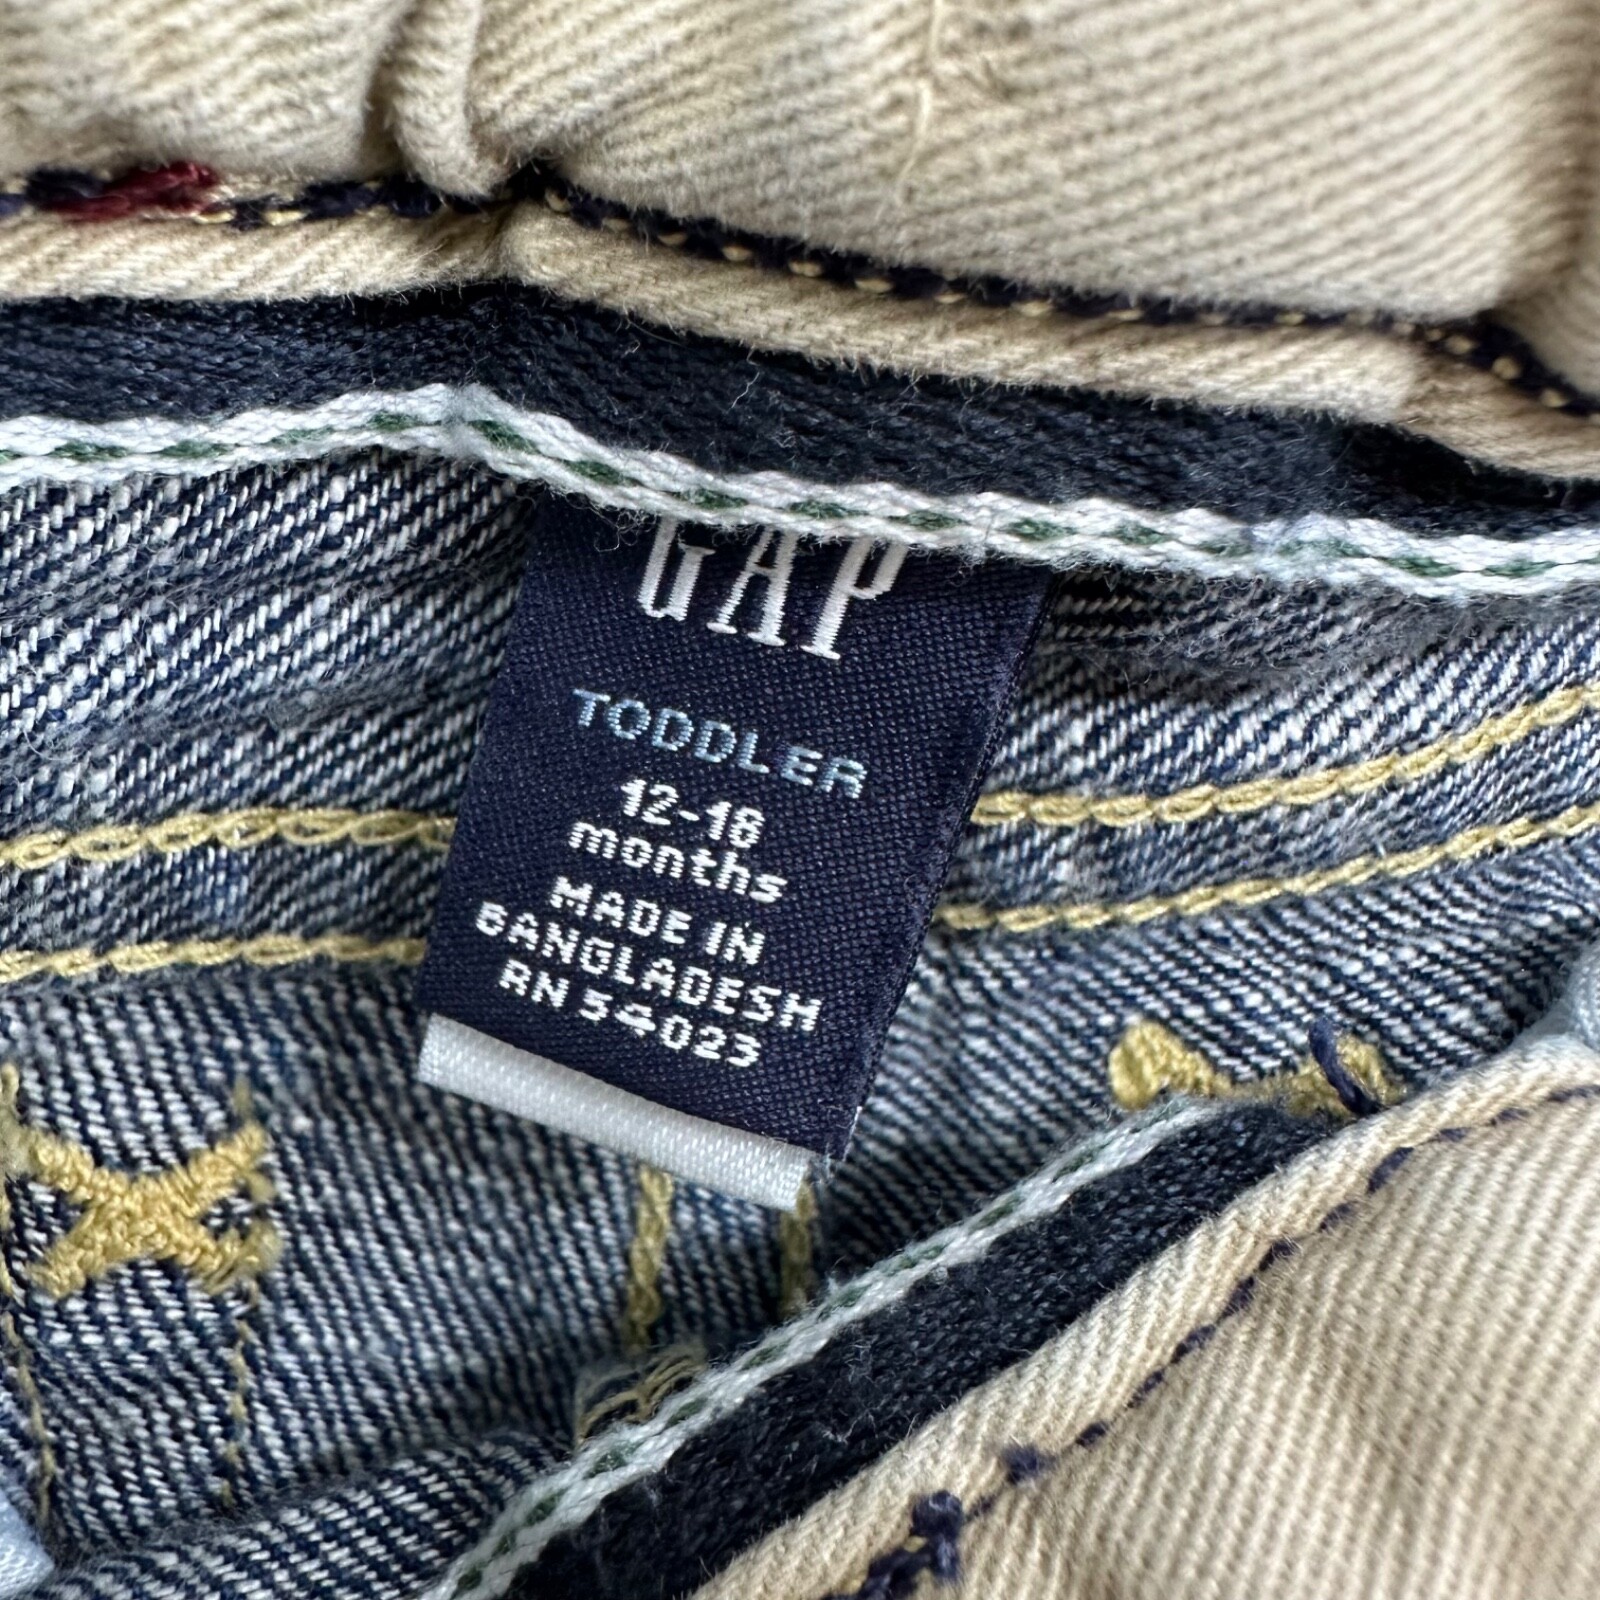 GAP
TODDLER
12-18
months
MADE IN
BANGLADESH
RN 54023